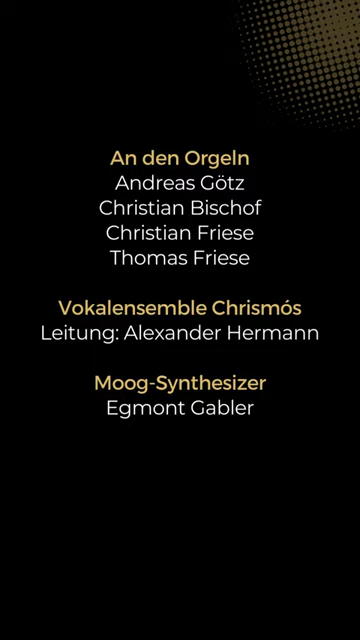 An den Orgeln
Andreas Götz
Christian Bischof
Christian Friese
Thomas Friese
Vokalensemble Chrismós
Leitung: Alexander Hermann
Moog-Synthesizer
Egmont Gabler